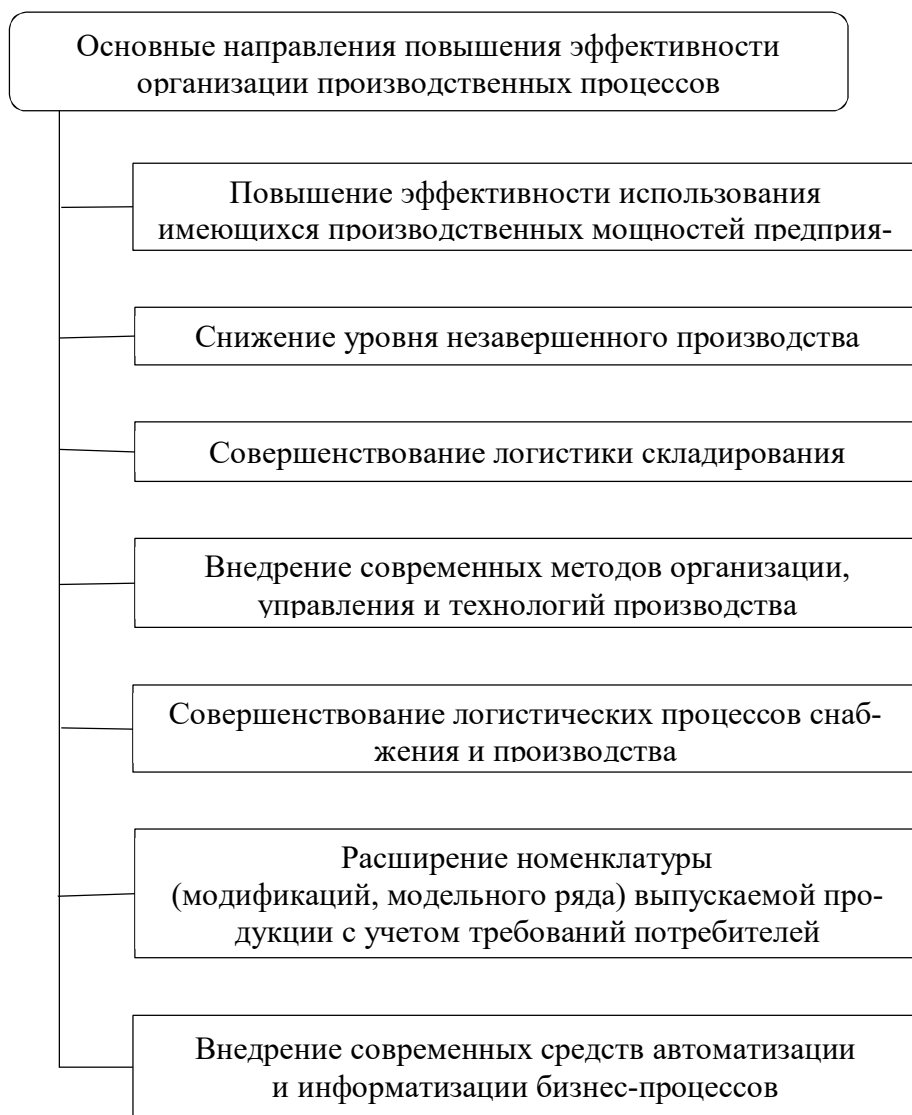 Основные направления повышения эффективности
организации производственных процессов
Повышение эффективности использования
имеющихся производственных мощностей предприя-
Снижение уровня незавершенного производства
Совершенствование логистики складирования
Внедрение современных методов организации,
управления и технологий производства
Совершенствование логистических процессов снаб-
жения и производства
Расширение номенклатуры
(модификаций, модельного ряда) выпускаемой про-
дукции с учетом требований потребителей
Внедрение современных средств автоматизации
и информатизации бизнес-процессов